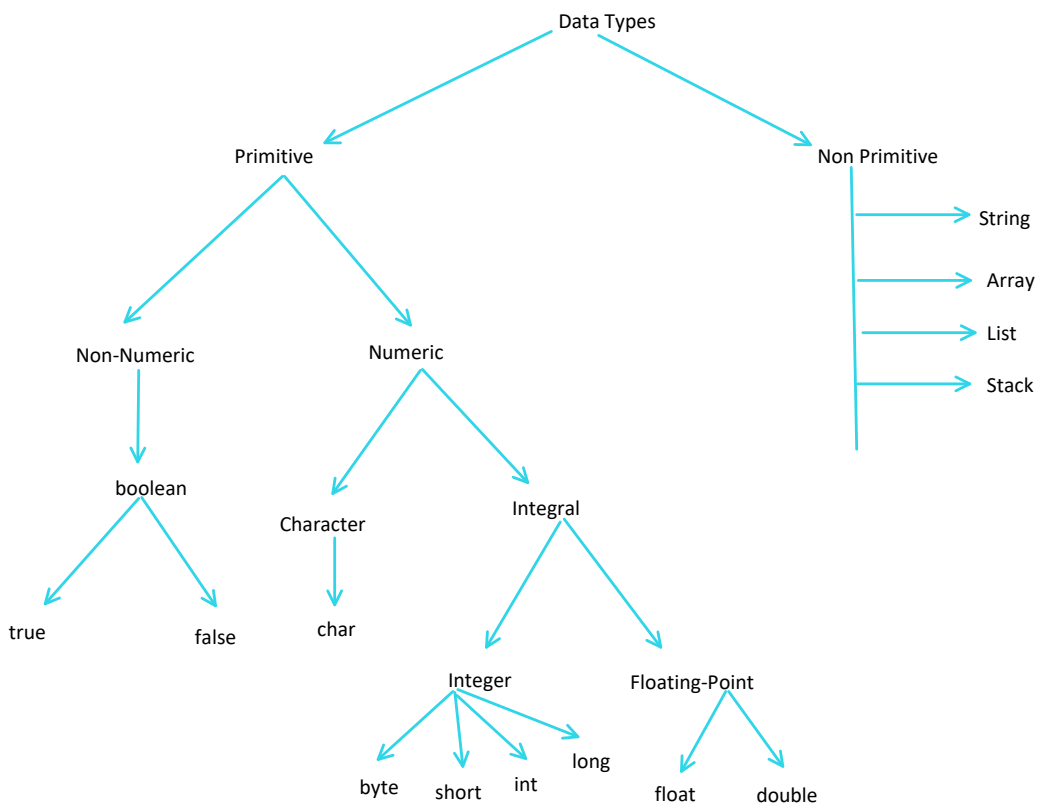 Data Types
Primitive
Non Primitive
String
Array
List
Stack
Non-Numeric
Numeric
boolean
Character
Integral
true
false
char
Integer
Floating-Point
byte
short
int
long
float
double